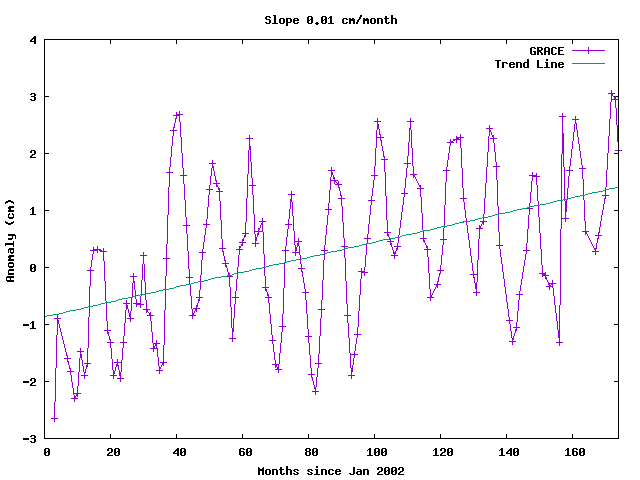 Slope 0.01 cm/month
GRACE
Trend Line
4
3
2
1
0
-1
-2
-3
Anomaly (cm)
0 20 40 60 80 100 120 140 160
Months since Jan 2002